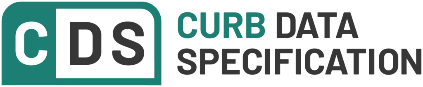 CDS
CURB DATA
SPECIFICATION